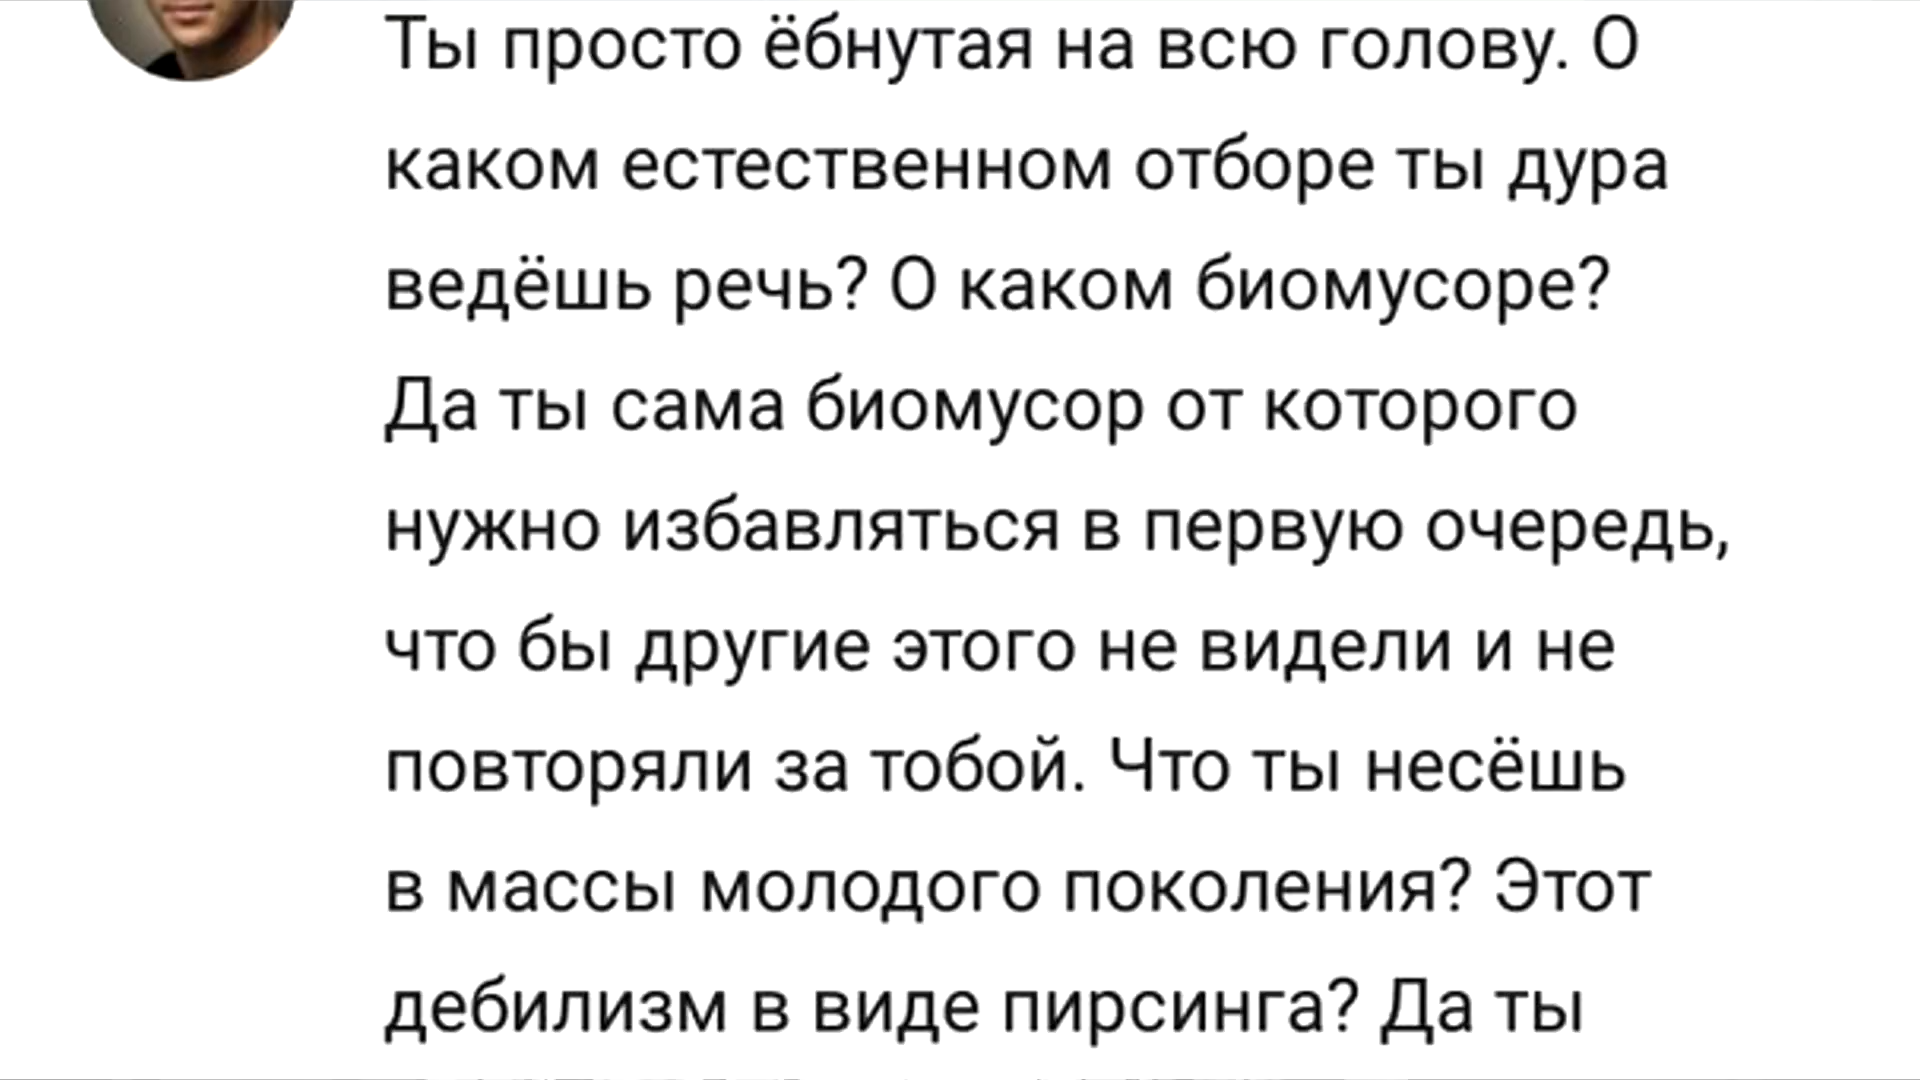 Ты просто ёбнутая на всю голову. О
каком естественном отборе ты дура
ведёшь речь? О каком биомусоре?
Да ты сама биомусор от которого
нужно избавляться в первую очередь,
что бы другие этого не видели и не
повторяли за тобой. Что ты несёшь
в массы молодого поколения? Этот
дебилизм в виде пирсинга? Да ты